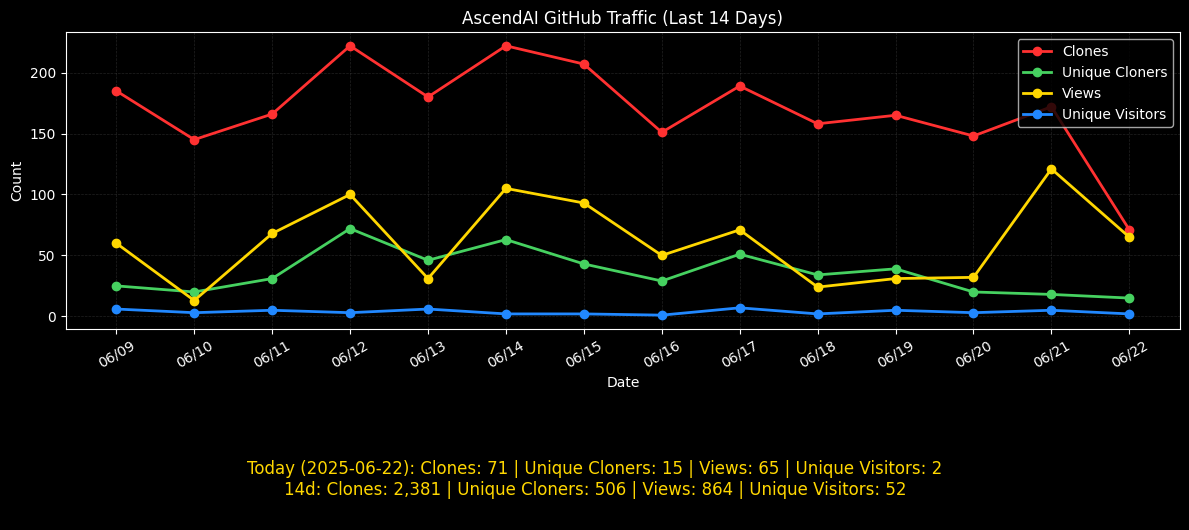 AscendAI GitHub Traffic (Last 14 Days)
Clones
Unique Cloners
Views
Unique Visitors
Count
200
150
100
50
0
06/09 06/10 06/11 06/12 06/13 06/14 06/15 06/16 06/17 06/18 06/19 06/20 06/21 06/22
Date
Today (2025-06-22): Clones: 71 | Unique Cloners: 15 | Views: 65 | Unique Visitors: 2
14d: Clones: 2,381 | Unique Cloners: 506 | Views: 864 | Unique Visitors: 52